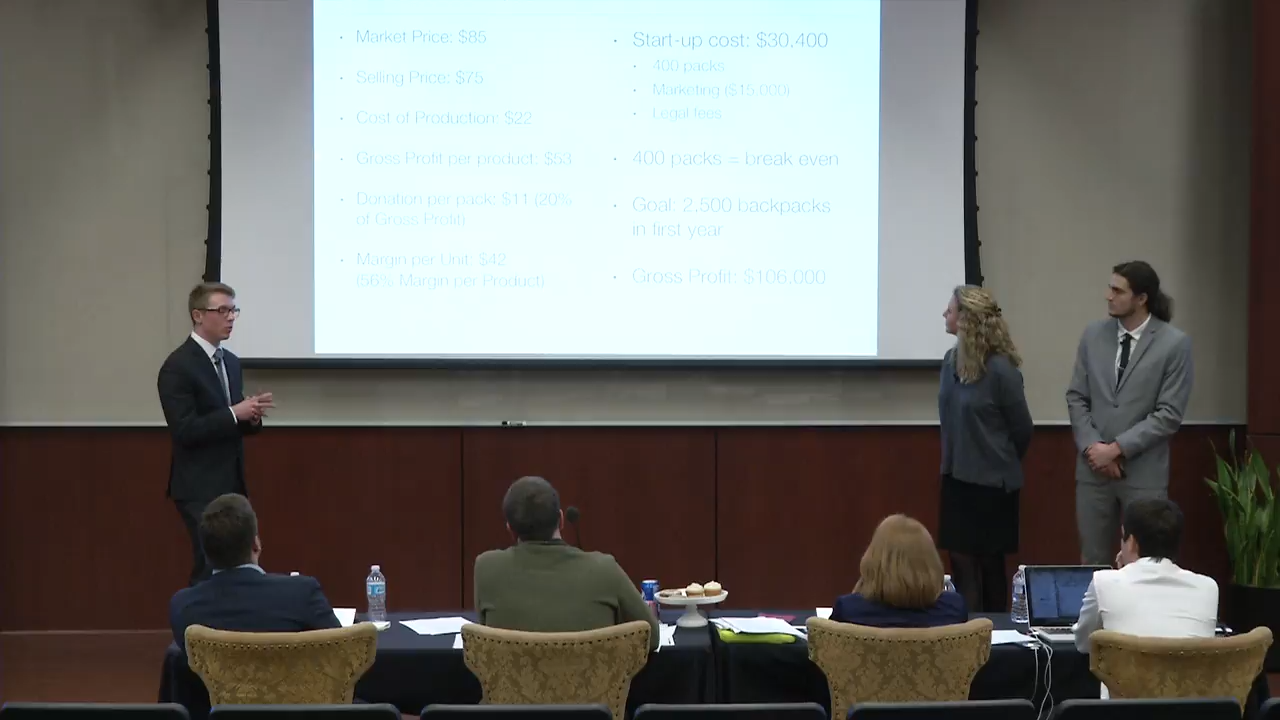 · Market Price: $85
· Selling Price: $75
· Cost of Production: $22
· Gross Profit per product: $53
· Donation per pack: $11 (20%
of Gross Profit)
· Margin per Unit: $42
(56% Margin per Product)
· Start-up cost: $30,400
· 400 packs
· Marketing ($15,000)
· Legal fees
· 400 packs = break even
· Goal: 2,500 backpacks
in first year
· Gross Profit: $106,000